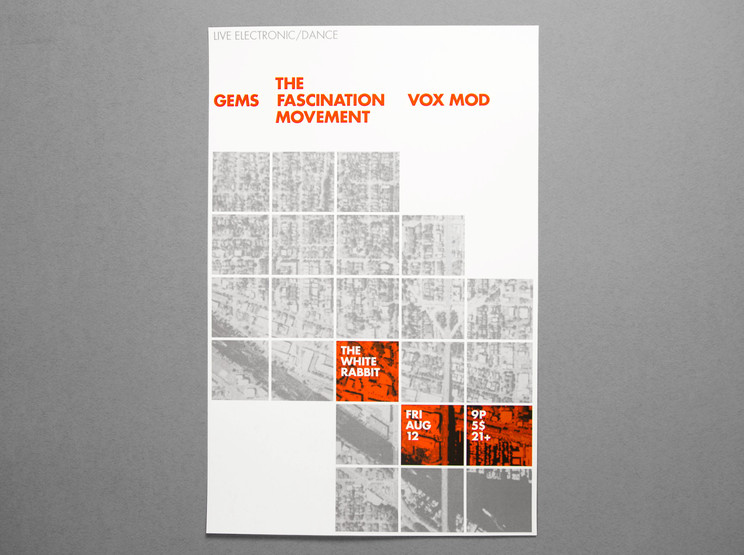 LIVE ELECTRONIC/DANCE
GEMS
THE
FASCINATION
MOVEMENT
VOX MOD
THE
WHITE
RABBIT
FRI
AUG
12
9P
5$
21+